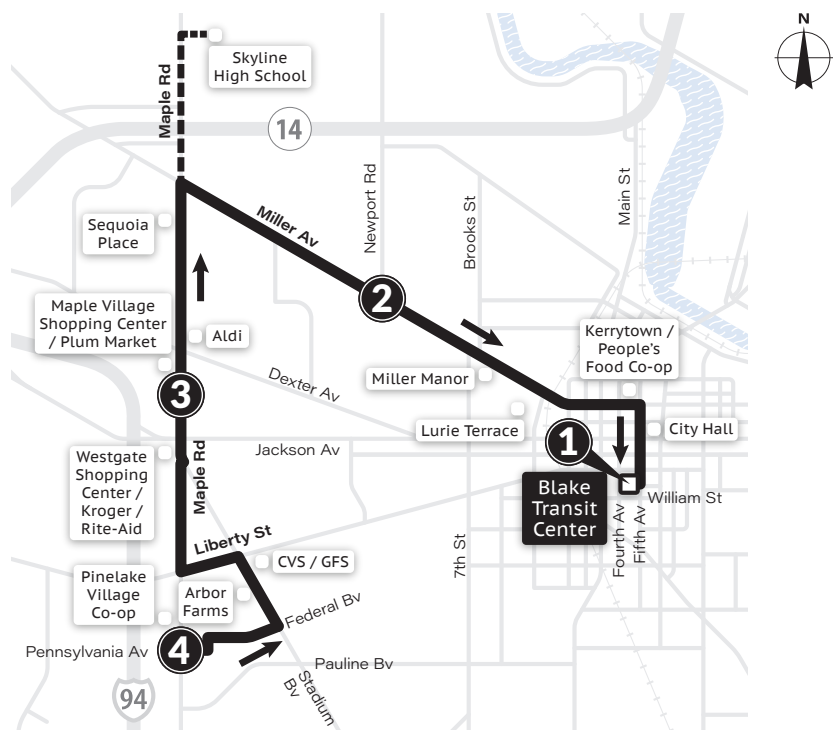 N
Skyline
High School
Maple Rd
14
Newport Rd
Main St
Brooks St
Miller Av
Sequoia
Place
2
Maple Village
Shopping Center
/ Plum Market
Aldi
Kerrytown /
People's
Food Co-op
Miller Manor
Dexter Av
3
Lurie Terrace
City Hall
1
Jackson Av
Westgate
Shopping
Center /
Kroger /
Rite-Aid
Maple Rd
Blake
Transit
Center
William St
Fourth Av
Fifth Av
7th St
Liberty St
CVS / GFS
Pinelake
Village
Co-op
Arbor
Farms
Federal Bv
4
Pennsylvania Av
Pauline Bv
Stadium
Bv
94